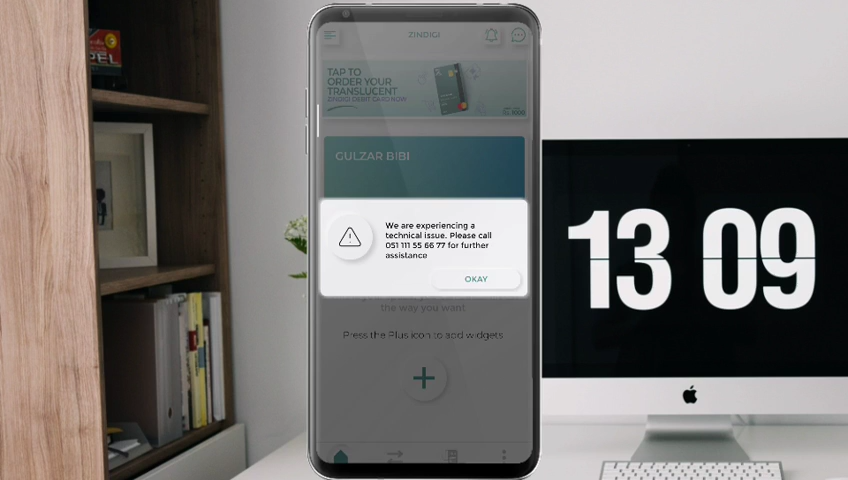 PEL
ZINDIGI
TAP TO
ORDER YOUR
TRANSLUCENT
ZINDIGI DEBIT CARD NOW
GULZAR BIBI
We are experiencing a
technical issue. Please call
051 111 55 66 77 for further
assistance
OKAY
the way you want
Press the Plus icon to add widgets
13 09